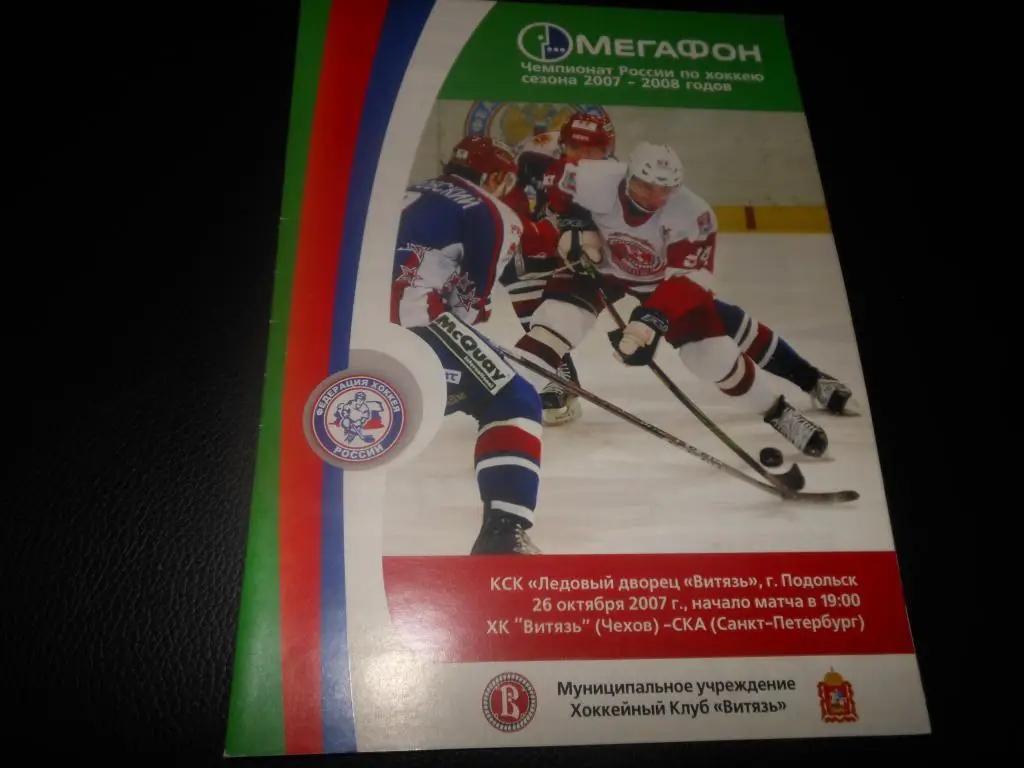 МЕГАФОН
Чемпионат России по хоккею
сезона 2007 - 2008 годов
McQuay
ФЕДЕРАЦИЯ ХОККЕЯ
РОССИИ
КСК «Ледовый дворец «Витязь», г. Подольск
26 октября 2007 г., начало матча в 19:00
ХК "Витязь" (Чехов) -СКА (Санкт-Петербург)
Муниципальное учреждение
Хоккейный Клуб «Витязь»